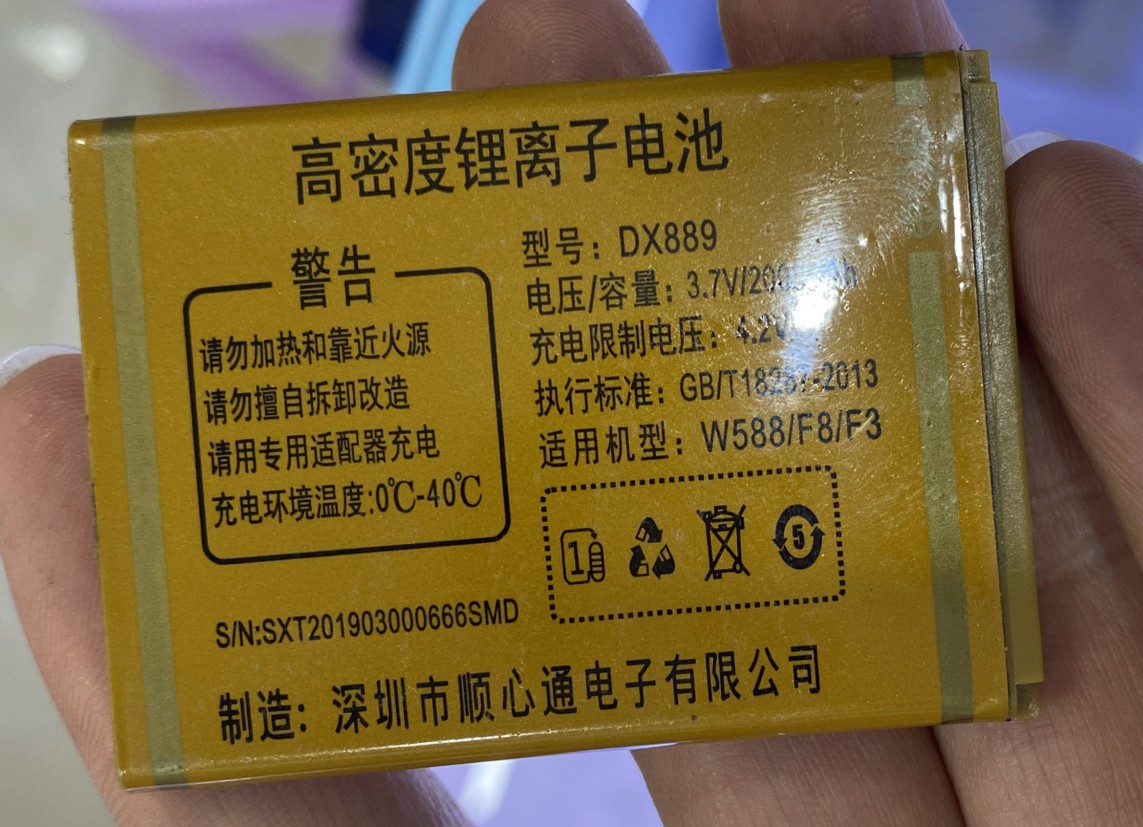 高密度锂离子电池
警告
请勿加热和靠近火源
请勿擅自拆卸改造
请用专用适配器充电
充电环境温度:0℃-40℃
型号: DX889
电压/容量:
充电限制电压: 4.2V
执行标准:
适用机型: W588/F8/F3
1
5
S/N:SXT201903000666SMD
制造: 深圳市顺心通电子有限公司